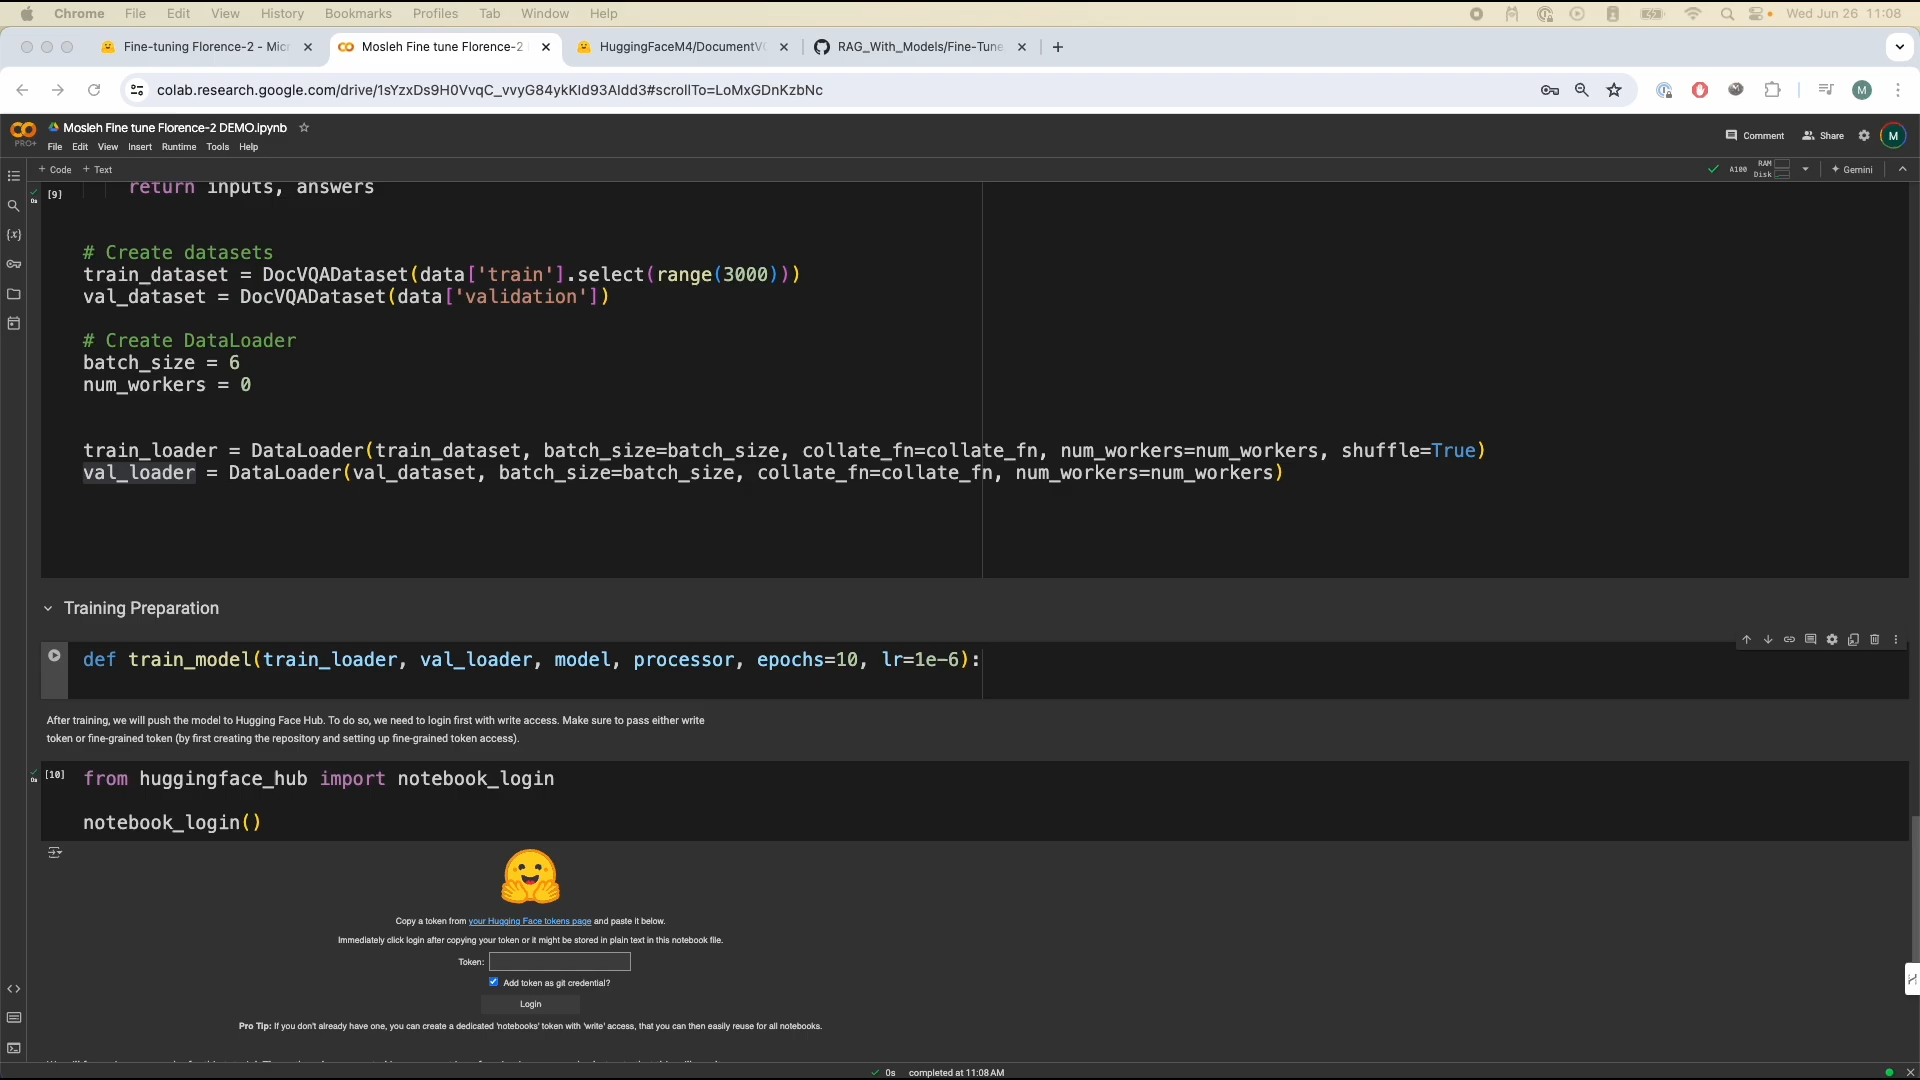 Chrome File Edit View History Bookmarks Profiles Tab Window Help Wed Jun 26 11:08
Fine-tuning Florence-2 - Micr
Mosleh Fine tune Florence-2
HuggingFaceM4/DocumentV
RAG_With_Models/Fine-Tune
colab.research.google.com/drive/1sYzxDs9H0VvqC_vvyG84ykKld93Aldd3#scrollTo=LoMxGDnKzbNc
M
PRO+
Mosleh Fine tune Florence-2 DEMO.ipynb
Comment Share M
File Edit View Insert Runtime Tools Help
+ Code + Text
A100 RAM Disk Gemini
[9] return inputs, answers
# Create datasets
train_dataset = DocVQADataset(data['train'].select(range(3000)))
val_dataset = DocVQADataset(data['validation'])
# Create DataLoader
batch_size = 6
num_workers = 0
train_loader = DataLoader(train_dataset, batch_size=batch_size, collate_fn=collate_fn, num_workers=num_workers, shuffle=True)
val_loader = DataLoader(val_dataset, batch_size=batch_size, collate_fn=collate_fn, num_workers=num_workers)
Training Preparation
def train_model(train_loader, val_loader, model, processor, epochs=10, lr=1e-6):
After training, we will push the model to Hugging Face Hub. To do so, we need to login first with write access. Make sure to pass either write
token or fine-grained token (by first creating the repository and setting up fine-grained token access).
[10] from huggingface_hub import notebook_login
notebook_login()
Copy a token from your Hugging Face tokens page and paste it below.
Immediately click login after copying your token or it might be stored in plain text in this notebook file.
Token:
Add token as git credential?
Login
Pro Tip: If you don't already have one, you can create a dedicated 'notebooks' token with 'write' access, that you can then easily reuse for all notebooks.
0s completed at 11:08 AM